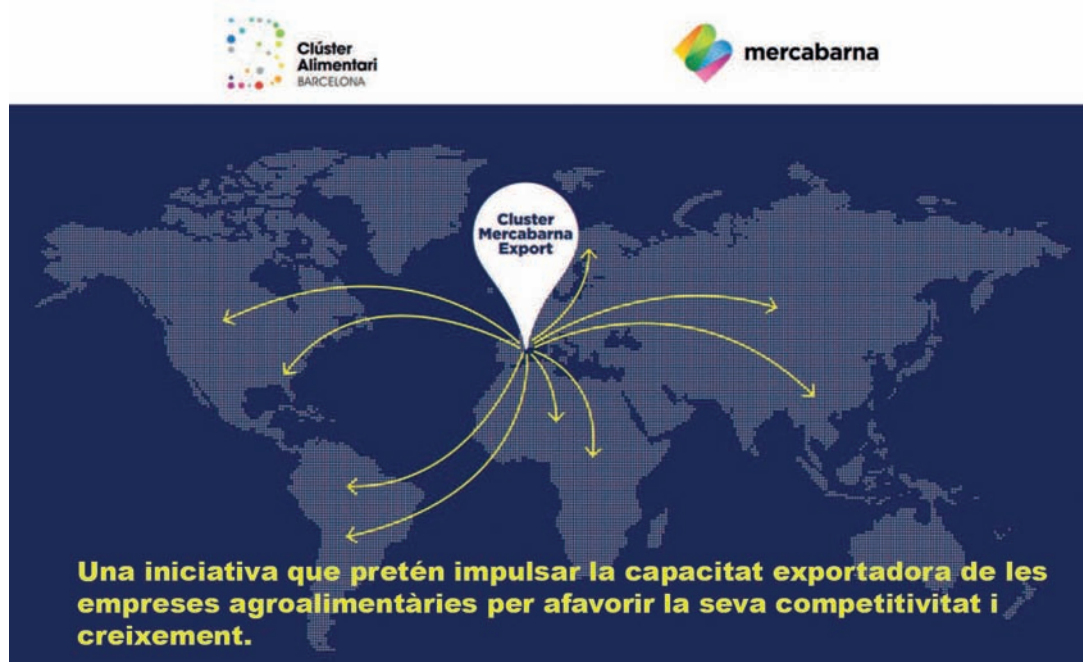 Clúster
Alimentari
BARCELONA
mercabarna
Cluster
Mercabarna
Export
Una iniciativa que pretén impulsar la capacitat exportadora de les
empreses agroalimentàries per afavorir la seva competitivitat i
creixement.